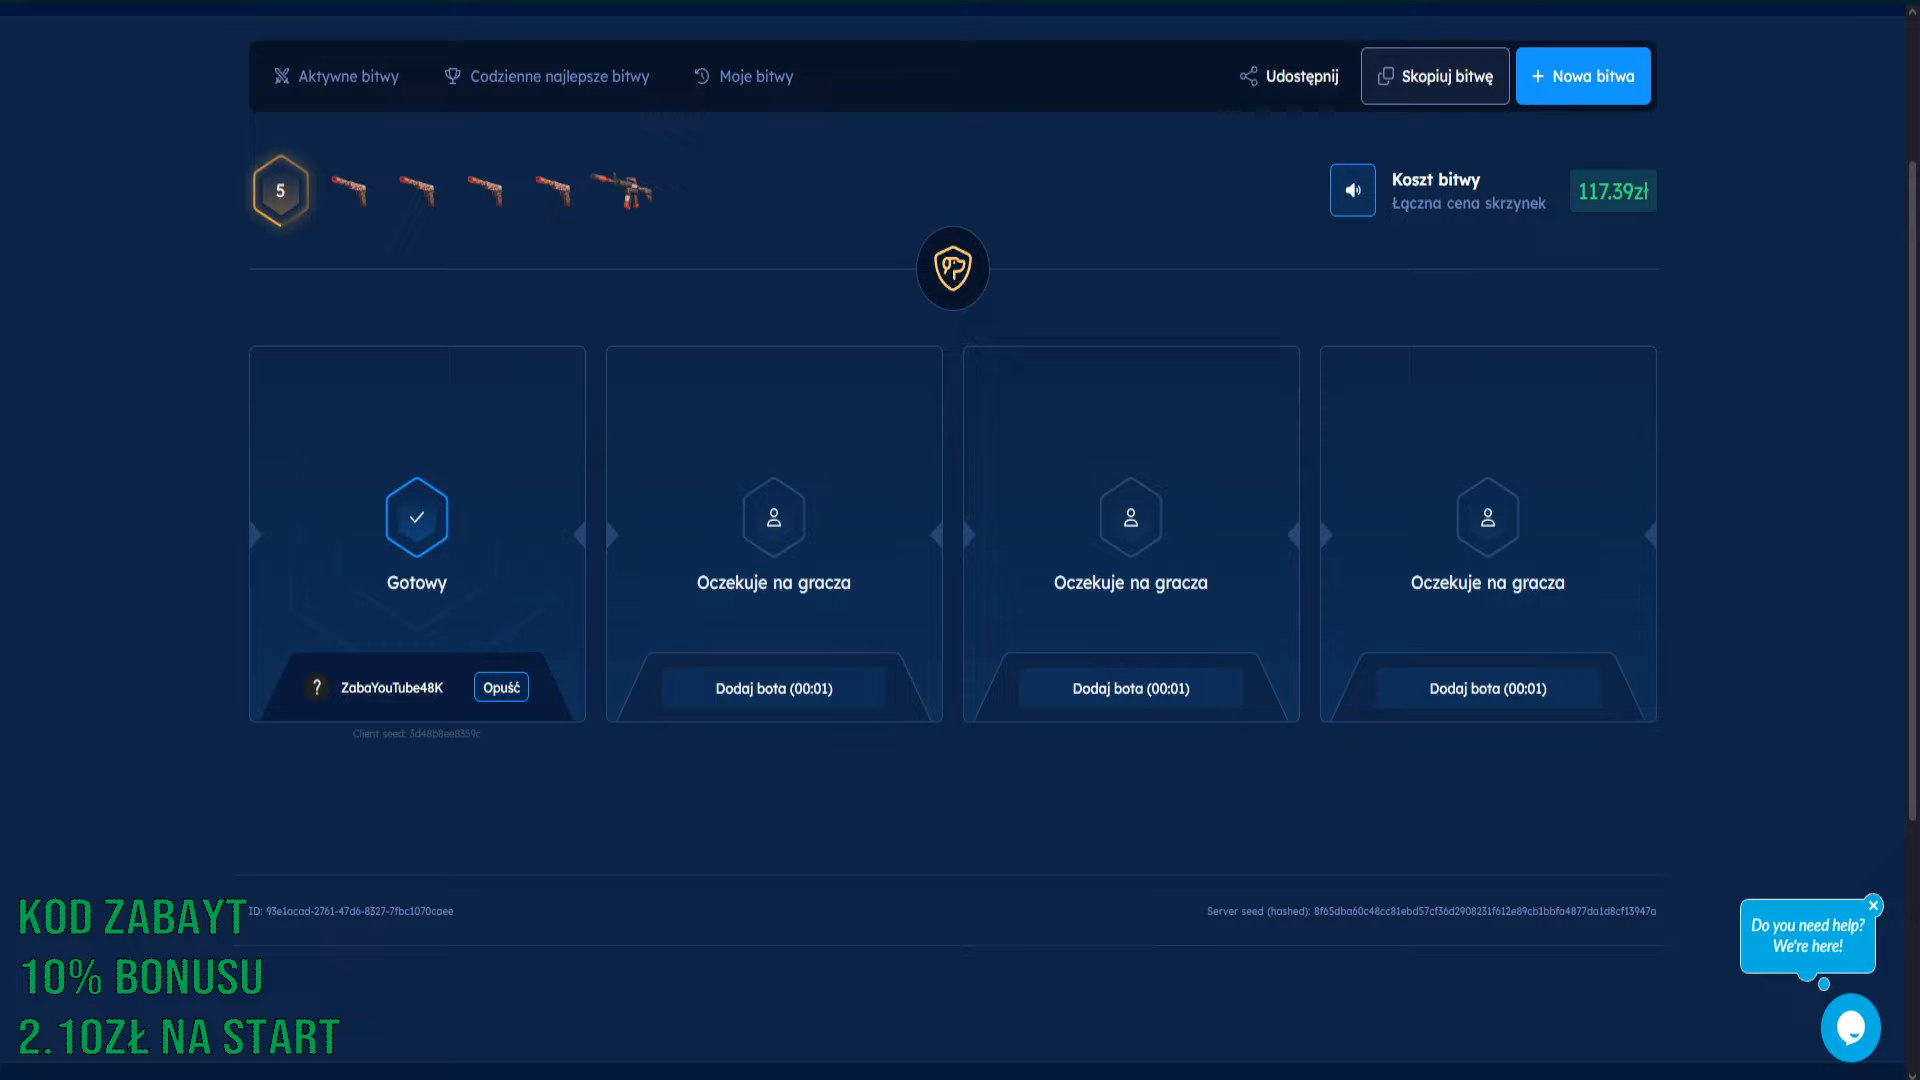 Aktywne bitwy
Codzienne najlepsze bitwy
Moje bitwy
Udostępnij
Skopiuj bitwę
+ Nowa bitwa
5
Koszt bitwy
Łączna cena skrzynek
117.39zł
Gotowy
Oczekuje na gracza
Oczekuje na gracza
Oczekuje na gracza
? ZabaYouTube48K
Opuść
Dodaj bota (00:01)
Dodaj bota (00:01)
Dodaj bota (00:01)
Client seed: 3d48b8ee8359c
KOD ZABAYT
ID: 93e1acad-2761-47d6-8327-7fbc1070caee
Server seed (hashed): 8f65dba60c48cc81ebd57cf36d2908231f612e89cb1bbfa4877da1d8cf13947a
Do you need help?
We're here!
10% BONUSU
2.10ZŁ NA START